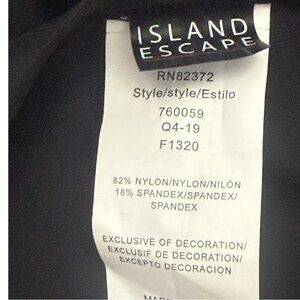 ISLAND
ESCAPE
RN82372
Style/style/Estilo
760059
Q4-19
F1320
82% NYLON/NYLON/NILÓN
18% SPANDEX/SPANDEX/
SPANDEX
EXCLUSIVE OF DECORATION/
EXCLUSIF DE DECORATION/
EXCEPTO DECORACION